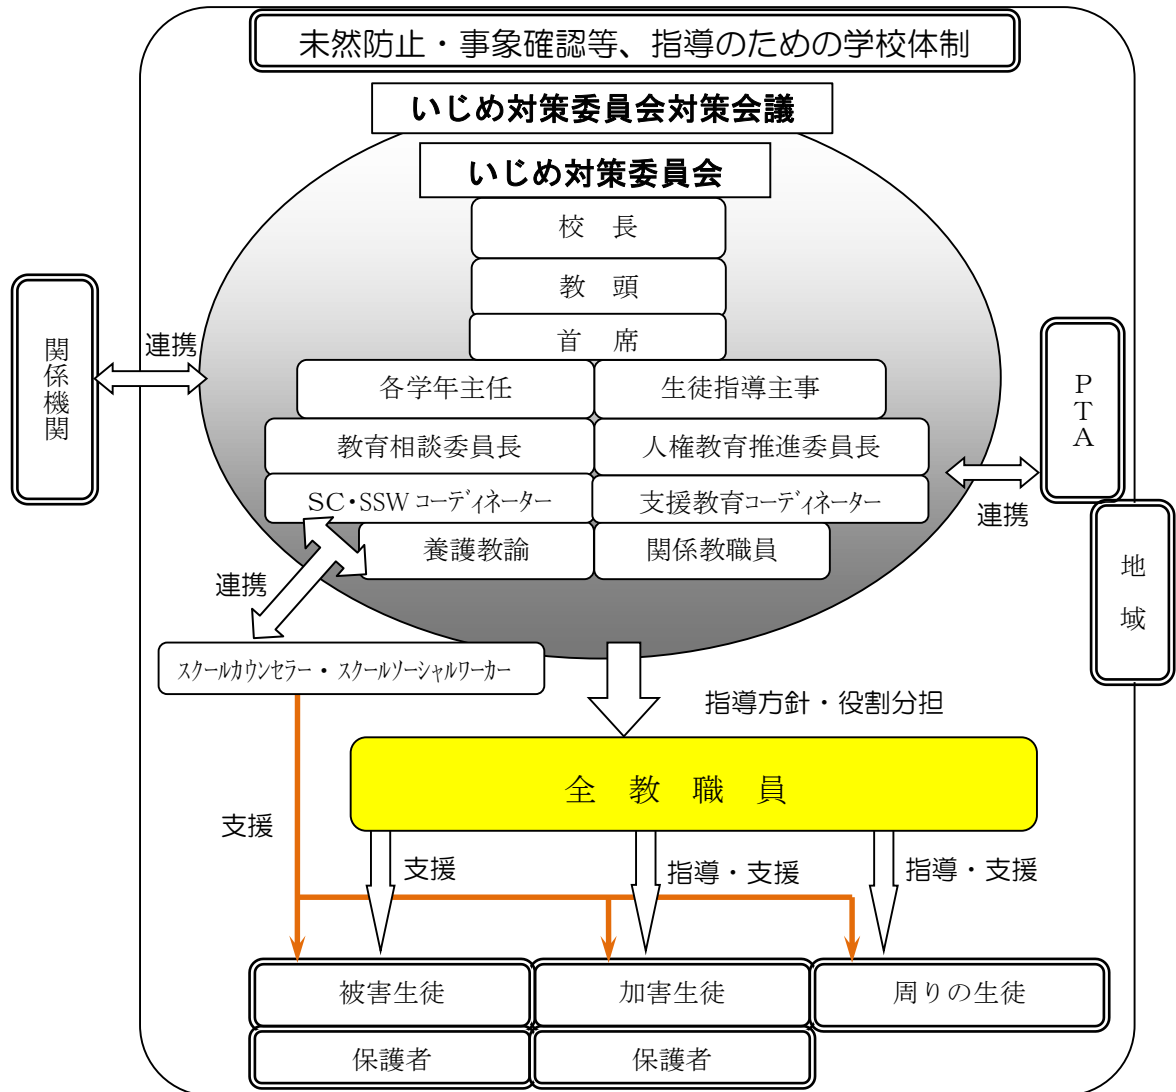 未然防止・事象確認等、指導のための学校体制
いじめ対策委員会対策会議
いじめ対策委員会
校　長
教　頭
首　席
各学年主任
生徒指導主事
教育相談委員長
人権教育推進委員長
SC・SSWコーディネーター
支援教育コーディネーター
養護教諭
関係教職員
関係機関
連携
PTA
連携
地域
連携
スクールカウンセラー・スクールソーシャルワーカー
指導方針・役割分担
全　教　職　員
支援
支援
指導・支援
指導・支援
被害生徒
加害生徒
周りの生徒
保護者
保護者